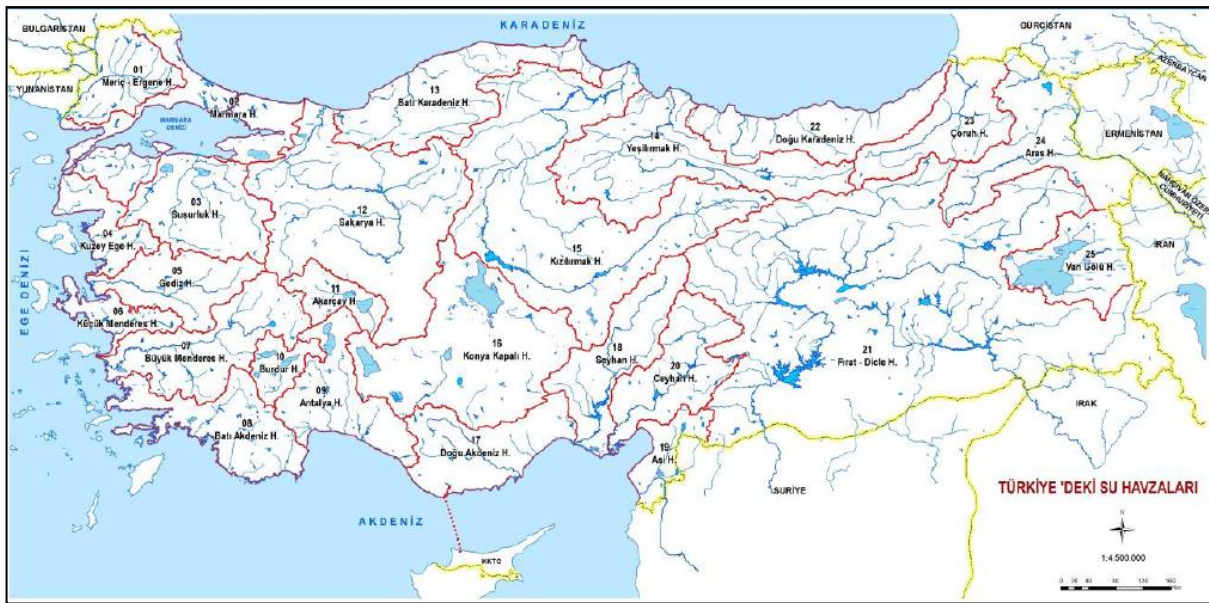 KARADENİZ
BULGARİSTAN
GÜRCİSTAN
YUNANİSTAN
AZERBAYCAN
ERMENİSTAN
NAHÇIVAN ÖZERK
CUMHURİYETİ
İRAN
01
Meriç - Ergene H.
02
Marmara H.
MARMARA
DENİZİ
13
Batı Karadeniz H.
14
Yeşilırmak H.
22
Doğu Karadeniz H.
23
Çoruh H.
24
Aras H.
03
Susurluk H.
12
Sakarya H.
04
Kuzey Ege H.
15
Kızılırmak H.
25
Van Gölü H.
EGE DENİZİ
05
Gediz H.
11
Akarçay H.
06
Küçük Menderes H.
07
Büyük Menderes H.
10
Burdur H.
16
Konya Kapalı H.
18
Seyhan H.
20
Ceyhan H.
21
Fırat - Dicle H.
09
Antalya H.
08
Batı Akdeniz H.
17
Doğu Akdeniz H.
19
Asi H.
IRAK
SURİYE
AKDENİZ
KKTC
TÜRKİYE 'DEKİ SU HAVZALARI
N
1:4.500.000